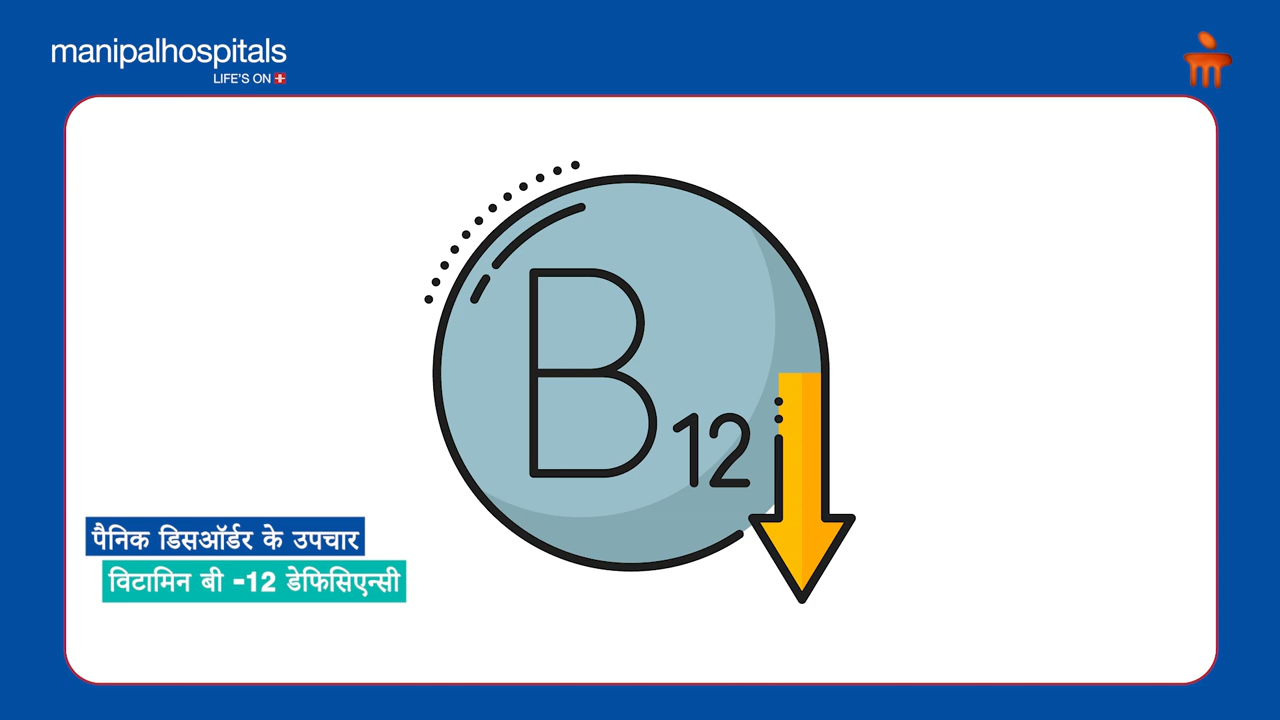 manipalhospitals
LIFE'S ON
B12
पैनिक डिसऑर्डर के उपचार
विटामिन बी -12 डेफिसिएन्सी